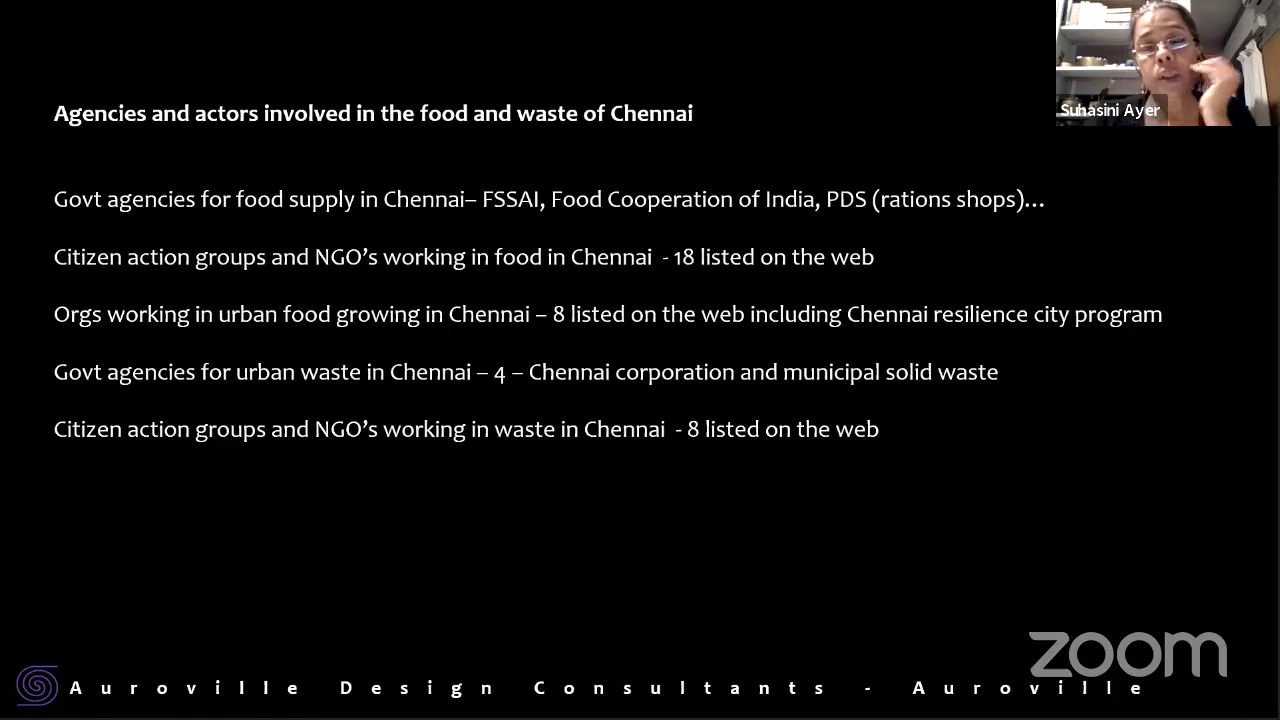 Suhasini Ayer
Agencies and actors involved in the food and waste of Chennai
Govt agencies for food supply in Chennai– FSSAI, Food Cooperation of India, PDS (rations shops)…
Citizen action groups and NGO’s working in food in Chennai  - 18 listed on the web
Orgs working in urban food growing in Chennai – 8 listed on the web including Chennai resilience city program
Govt agencies for urban waste in Chennai – 4 – Chennai corporation and municipal solid waste
Citizen action groups and NGO’s working in waste in Chennai  - 8 listed on the web
zoom
Auroville Design Consultants - Auroville